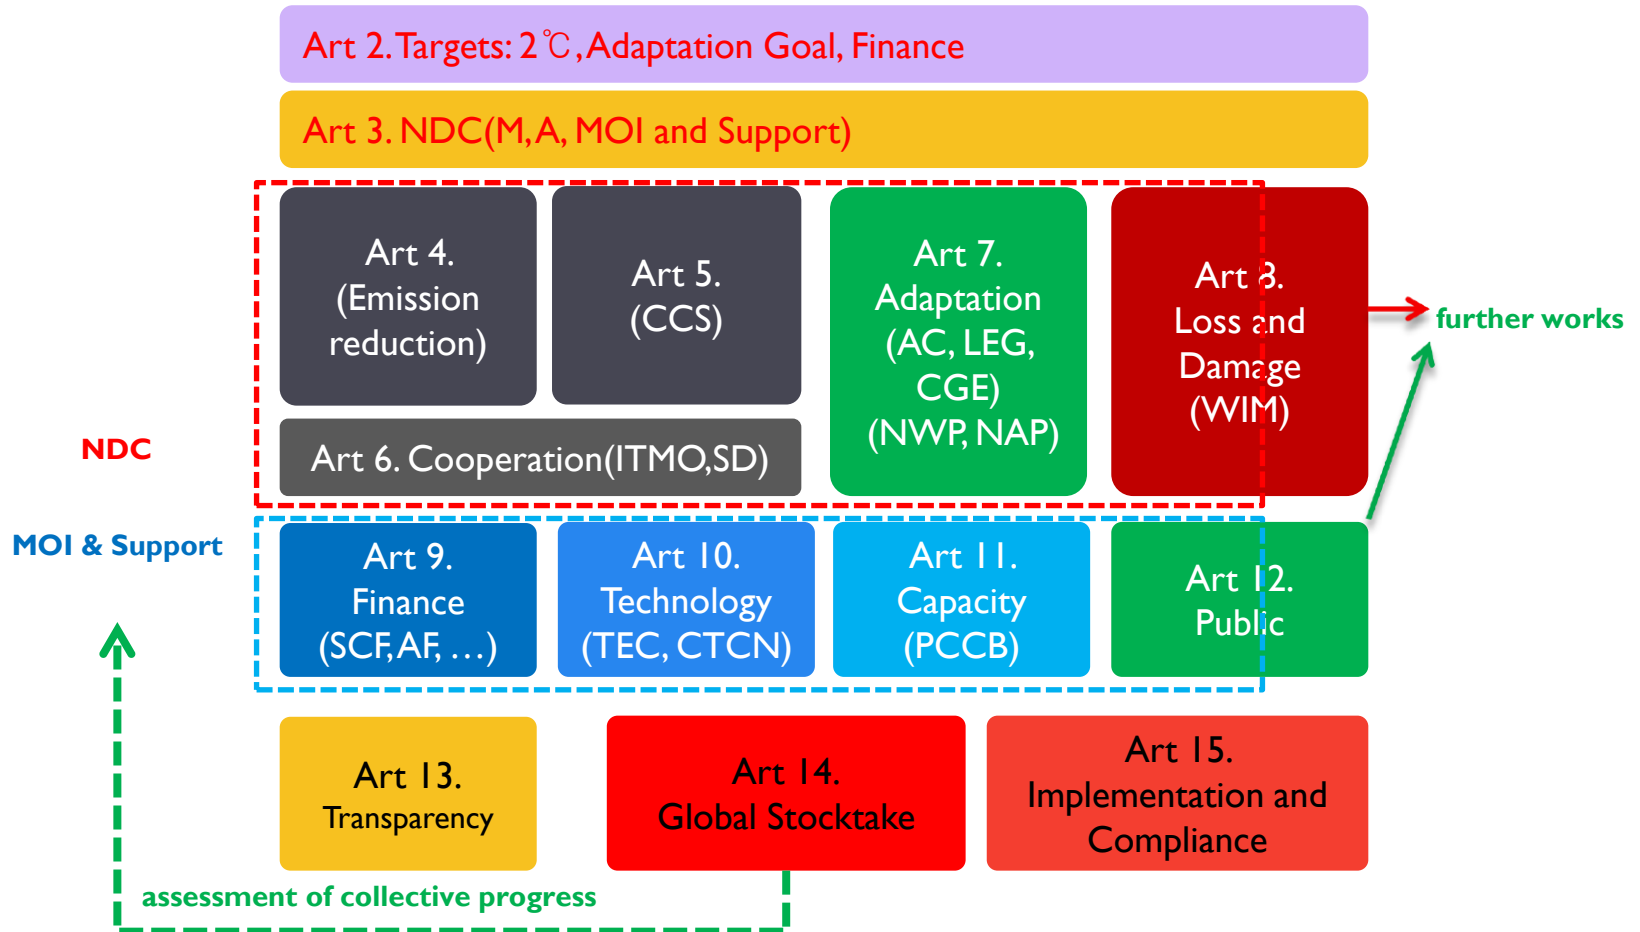 Art 2. Targets: 2℃, Adaptation Goal, Finance
Art 3. NDC(M, A, MOI and Support)
Art 4.
(Emission
reduction)
Art 5.
(CCS)
Art 7.
Adaptation
(AC, LEG,
CGE)
(NWP, NAP)
Art 8.
Loss and
Damage
(WIM)
further works
NDC
Art 6. Cooperation(ITMO,SD)
MOI & Support
Art 9.
Finance
(SCF, AF, …)
Art 10.
Technology
(TEC, CTCN)
Art 11.
Capacity
(PCCB)
Art 12.
Public
Art 13.
Transparency
Art 14.
Global Stocktake
Art 15.
Implementation and
Compliance
assessment of collective progress